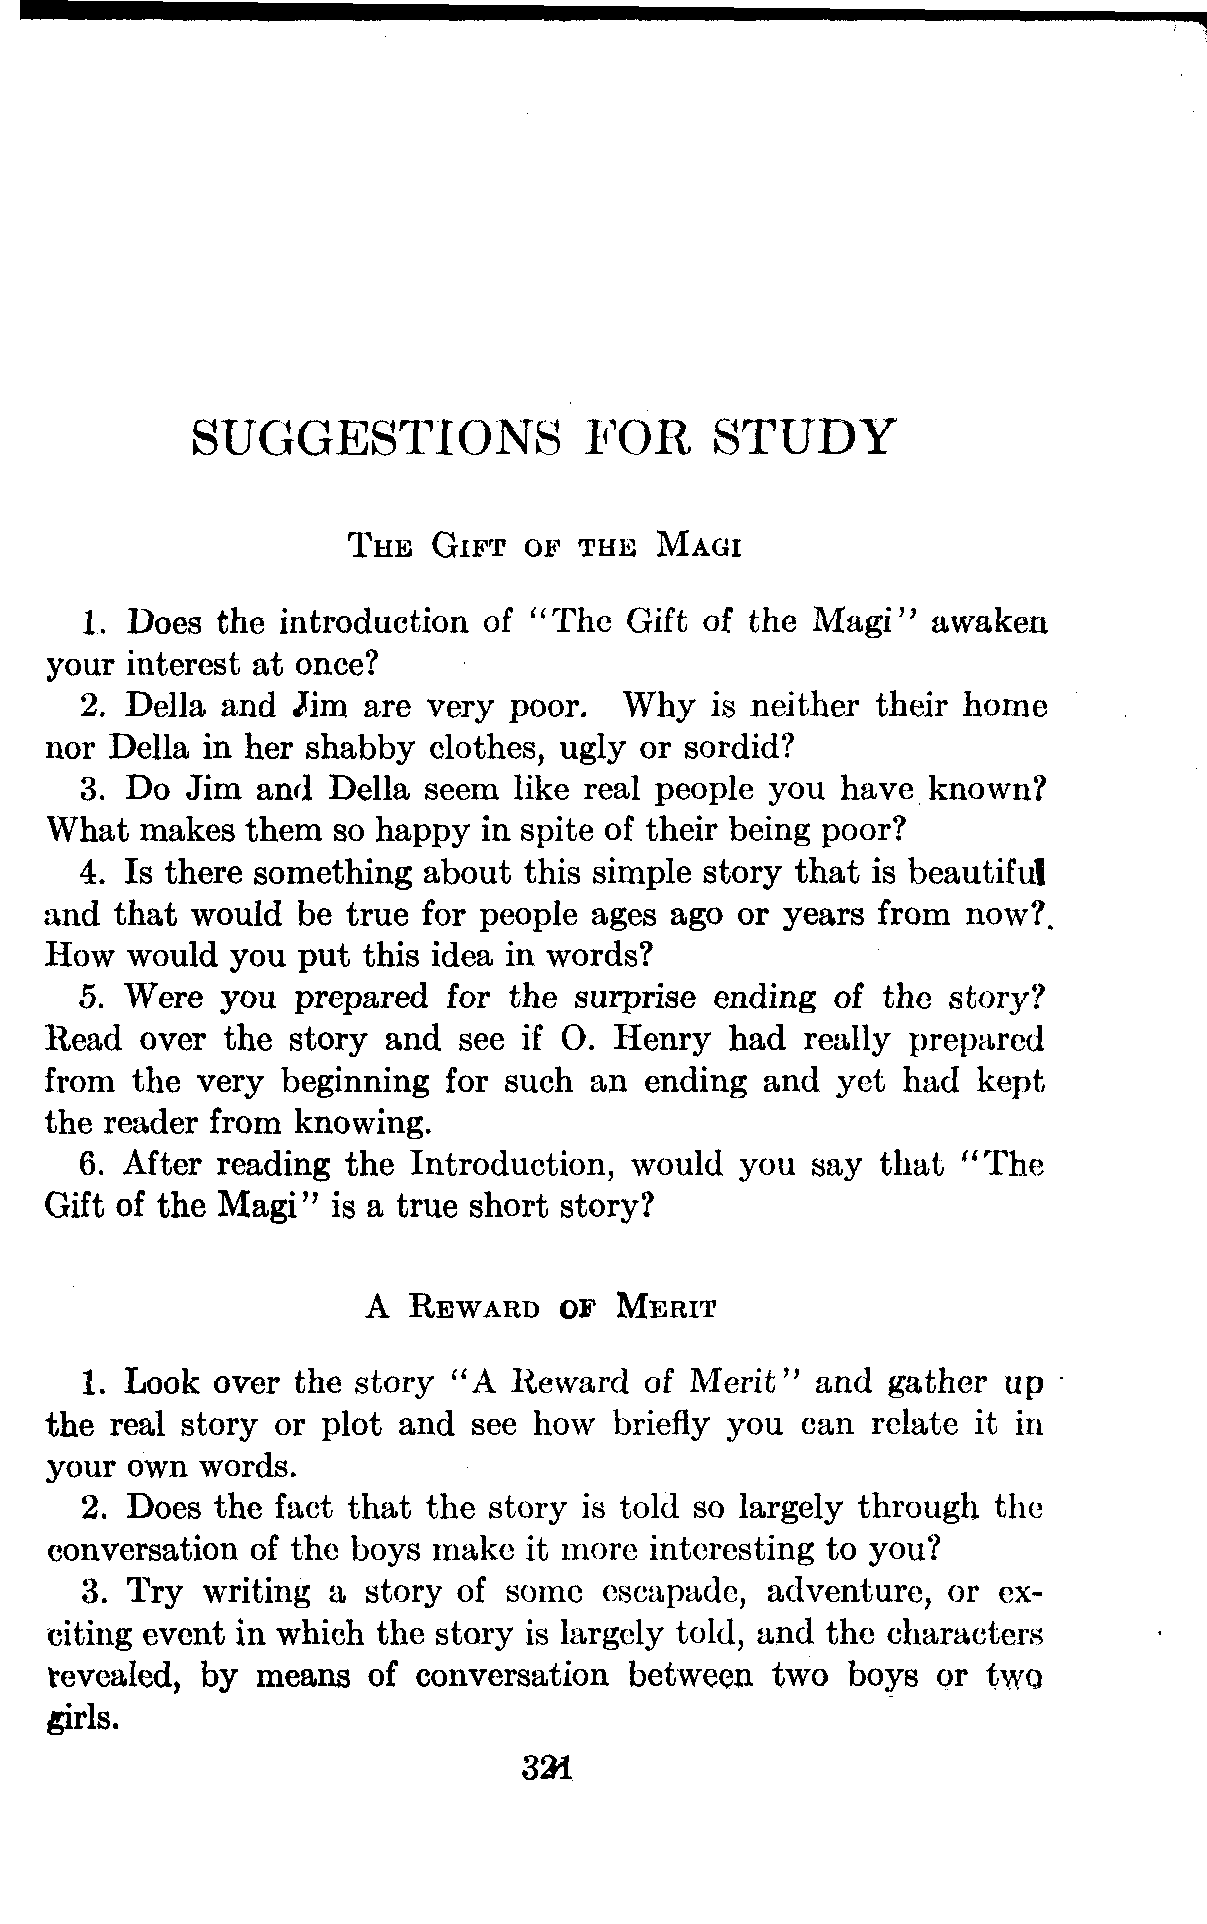 SUGGESTIONS FOR STUDY
THE GIFT OF THE MAGI
1. Does the introduction of "The Gift of the Magi" awaken
your interest at once?
2. Della and Jim are very poor. Why is neither their home
nor Della in her shabby clothes, ugly or sordid?
3. Do Jim and Della seem like real people you have known?
What makes them so happy in spite of their being poor?
4. Is there something about this simple story that is beautiful
and that would be true for people ages ago or years from now?
How would you put this idea in words?
5. Were you prepared for the surprise ending of the story?
Read over the story and see if O. Henry had really prepared
from the very beginning for such an ending and yet had kept
the reader from knowing.
6. After reading the Introduction, would you say that "The
Gift of the Magi" is a true short story?
A REWARD OF MERIT
1. Look over the story "A Reward of Merit" and gather up
the real story or plot and see how briefly you can relate it in
your own words.
2. Does the fact that the story is told so largely through the
conversation of the boys make it more interesting to you?
3. Try writing a story of some escapade, adventure, or ex-
citing event in which the story is largely told, and the characters
revealed, by means of conversation between two boys or two
girls.
321